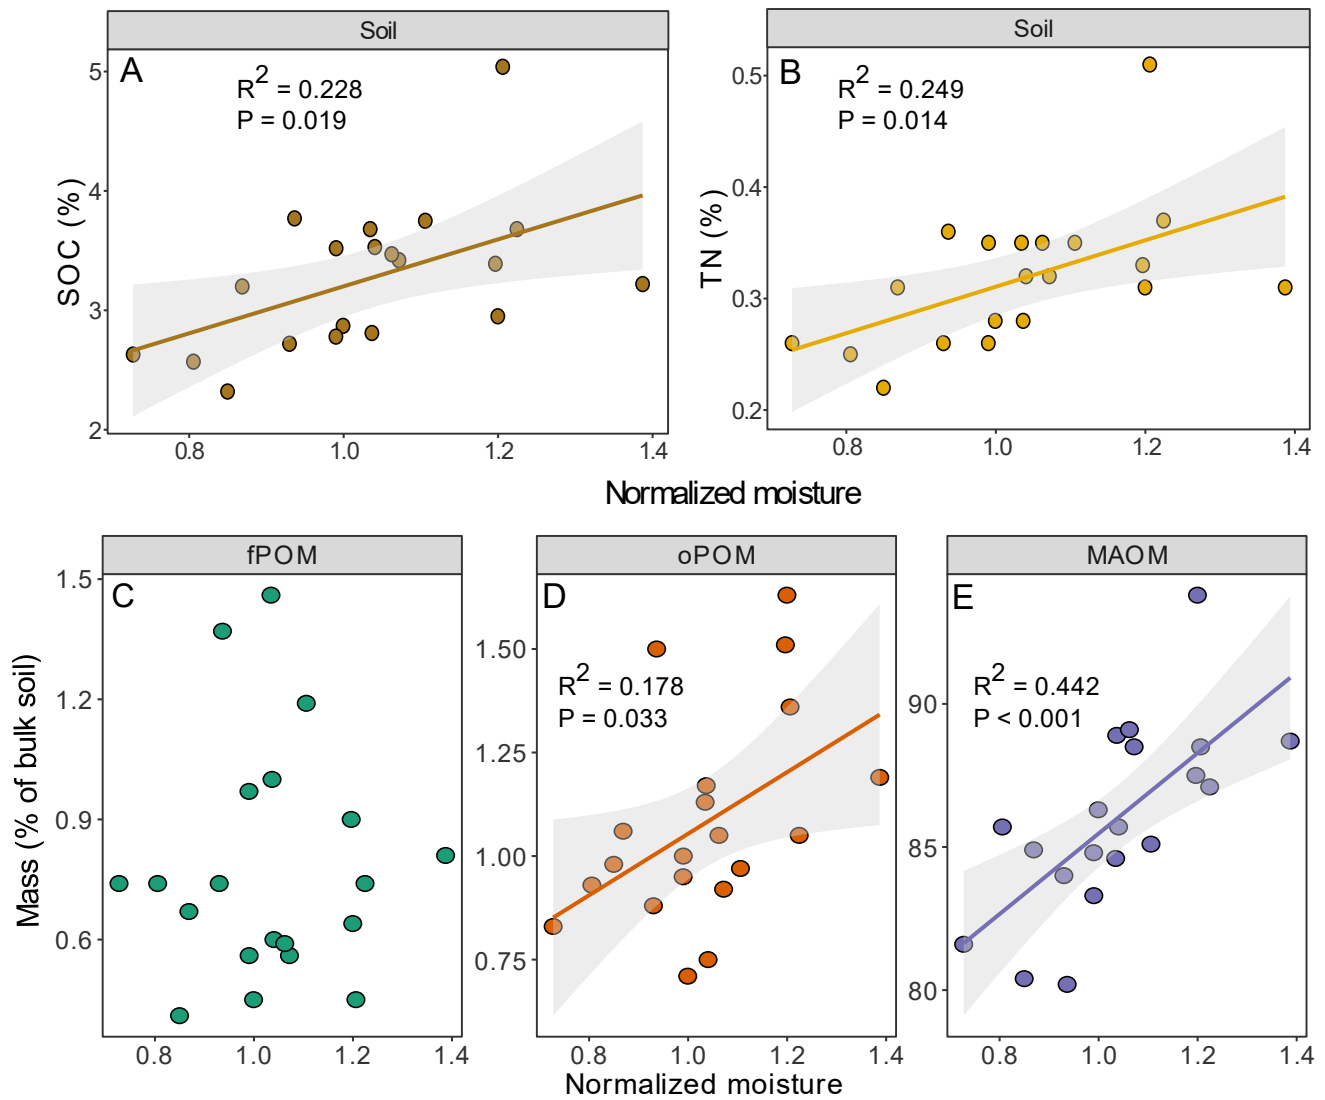 Soil
A
R2 = 0.228
P = 0.019
SOC (%)
5
4
3
2
0.8 1.0 1.2 1.4
Soil
B
R2 = 0.249
P = 0.014
TN (%)
0.5
0.4
0.3
0.2
0.8 1.0 1.2 1.4
Normalized moisture
fPOM
C
Mass (% of bulk soil)
1.5
1.2
0.9
0.6
0.8 1.0 1.2 1.4
oPOM
D
R2 = 0.178
P = 0.033
1.50
1.25
1.00
0.75
0.8 1.0 1.2 1.4
MAOM
E
R2 = 0.442
P < 0.001
90
85
80
0.8 1.0 1.2 1.4
Normalized moisture